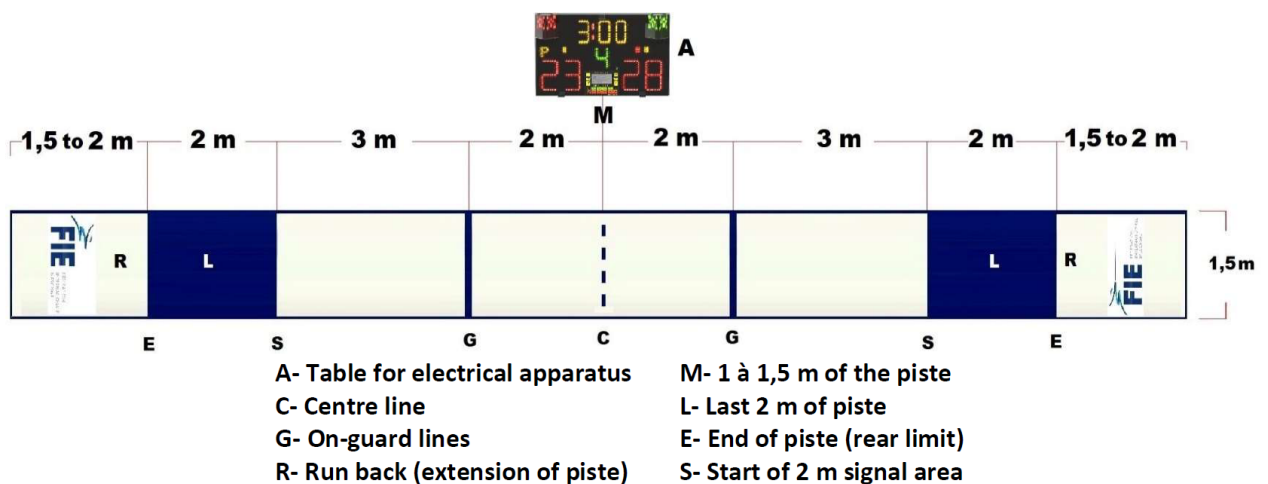 3:00
A
P
4
23 28
M
1,5 to 2 m 2 m 3 m 2 m 2 m 3 m 2 m 1,5 to 2 m
FIE R L L R FIE
1,5 m
E S G C G S E
A- Table for electrical apparatus
C- Centre line
G- On-guard lines
R- Run back (extension of piste)
M- 1 à 1,5 m of the piste
L- Last 2 m of piste
E- End of piste (rear limit)
S- Start of 2 m signal area